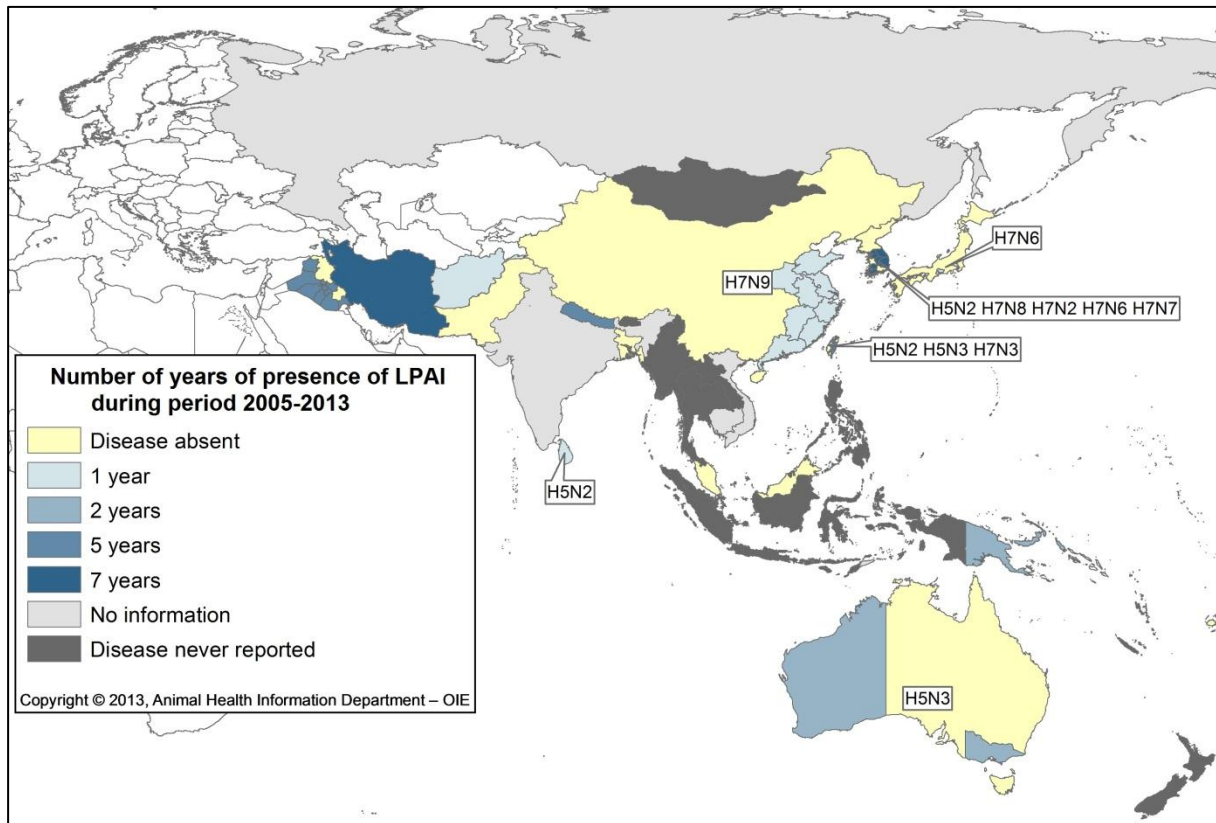 H7N6
H7N9
H5N2 H7N8 H7N2 H7N6 H7N7
H5N2 H5N3 H7N3
H5N2
H5N3
Number of years of presence of LPAI
during period 2005-2013
Disease absent
1 year
2 years
5 years
7 years
No information
Disease never reported
Copyright © 2013, Animal Health Information Department – OIE